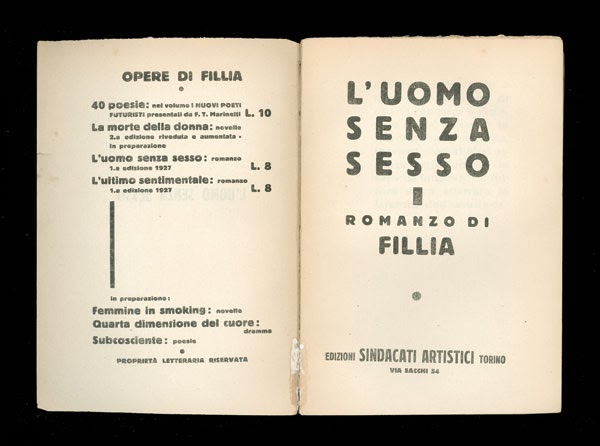 OPERE DI FILLIA
40 poesie: nel volume I NUOVI POETI
FUTURISTI presentati da F. T. Marinetti L. 10
La morte della donna: novelle
2.a edizione riveduta e aumentata -
in preparazione
L'uomo senza sesso: romanzo
1.a edizione 1927 L. 8
L'ultimo sentimentale: romanzo
1.a edizione 1927 L. 8
in preparazione:
Femmine in smoking: novelle
Quarta dimensione del cuore:
dramma
Subcosciente: poesie
PROPRIETÀ LETTERARIA RISERVATA
L'UOMO
SENZA
SESSO
ROMANZO DI
FILLIA
EDIZIONI SINDACATI ARTISTICI TORINO
VIA SACCHI 54